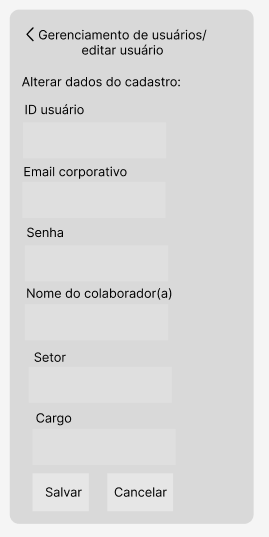 Gerenciamento de usuários/
editar usuário
Alterar dados do cadastro:
ID usuário
Email corporativo
Senha
Nome do colaborador(a)
Setor
Cargo
Salvar
Cancelar